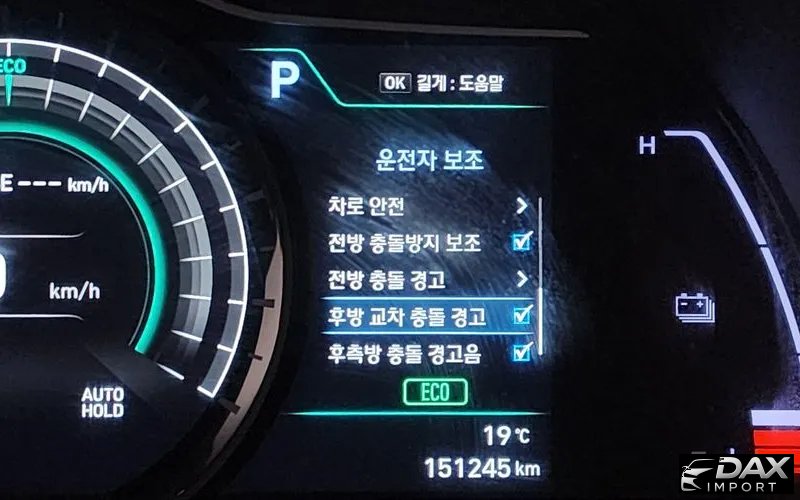 ECO
E--- km/h
km/h
AUTO
HOLD
P
OK 길게 : 도움말
운전자 보조
차로 안전
전방 충돌방지 보조
전방 충돌 경고
후방 교차 충돌 경고
후측방 충돌 경고음
ECO
19℃
151245 km
H
DAX
IMPORT